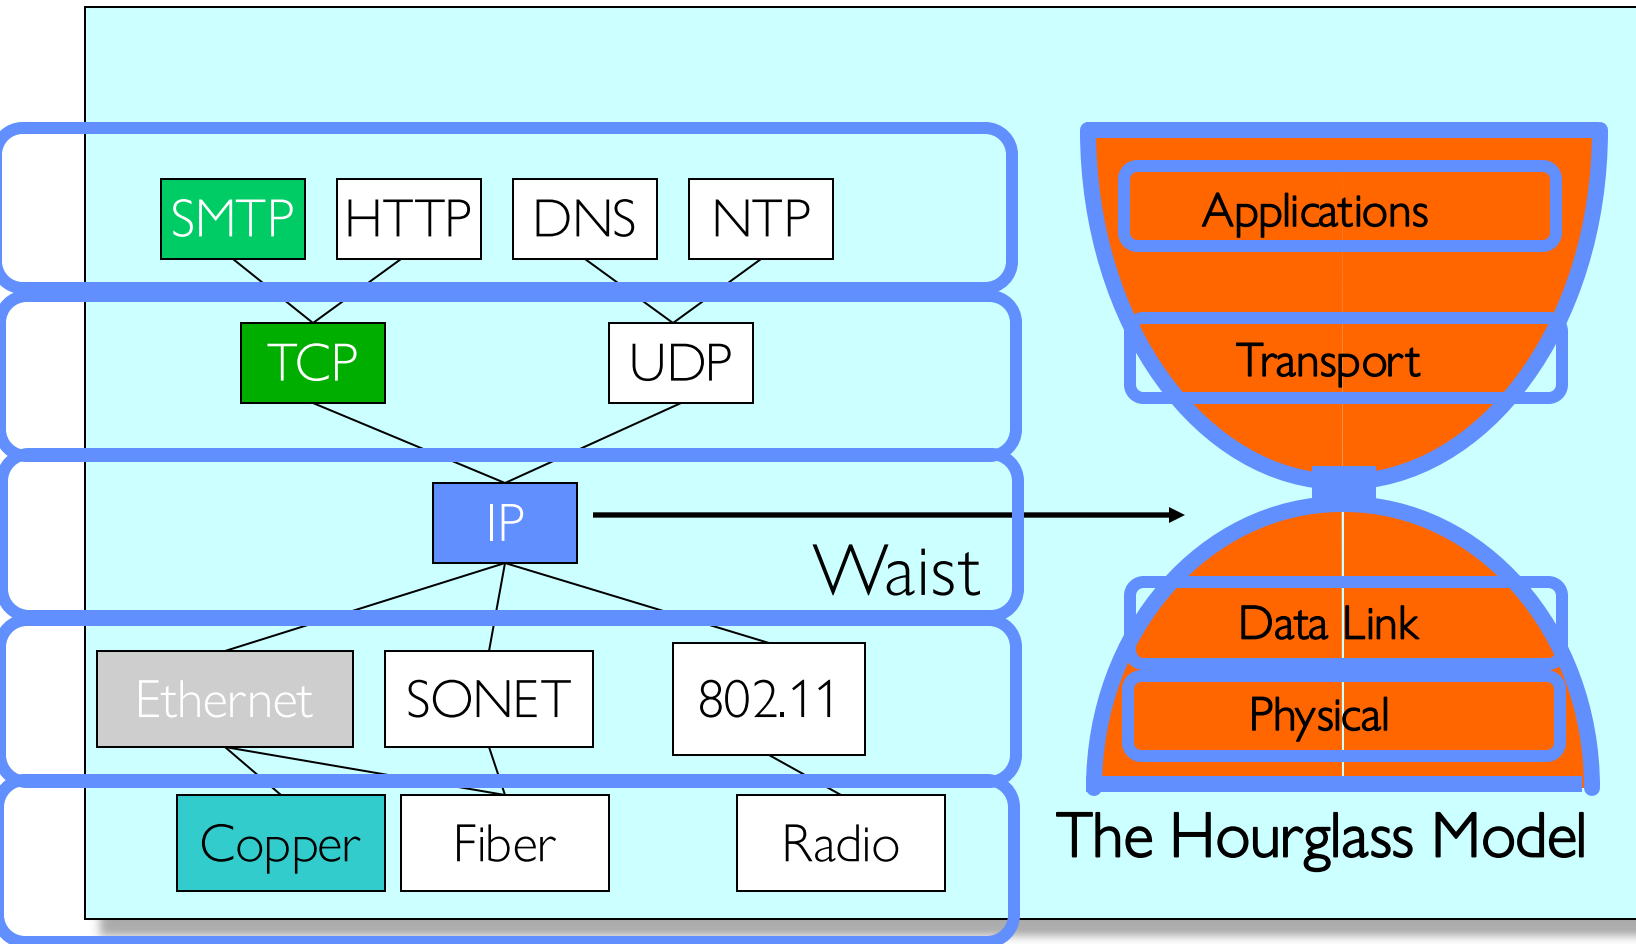 SMTP HTTP DNS NTP
TCP UDP
IP
Waist
Ethernet SONET 802.11
Copper Fiber Radio
Applications
Transport
Data Link
Physical
The Hourglass Model